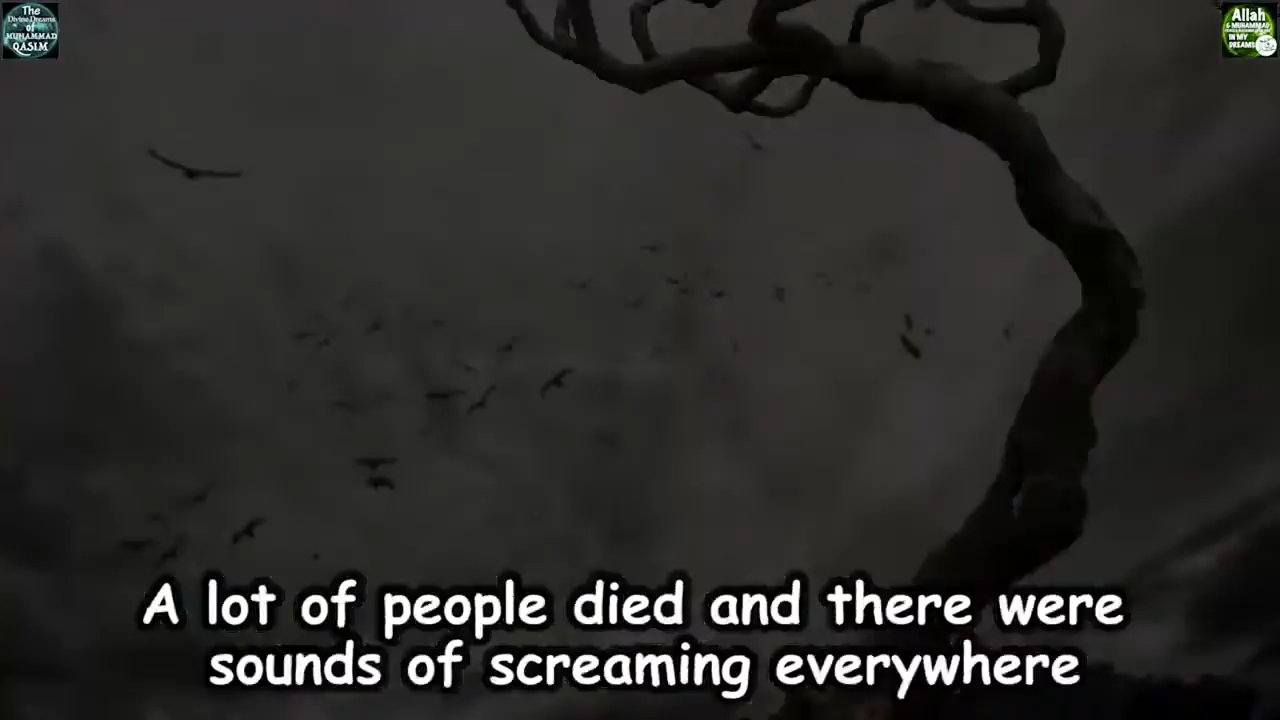 The
Divine Dreams
of
MUHAMMAD
QASIM
Allah
& MUHAMMAD
IN MY
DREAMS
A lot of people died and there were
sounds of screaming everywhere